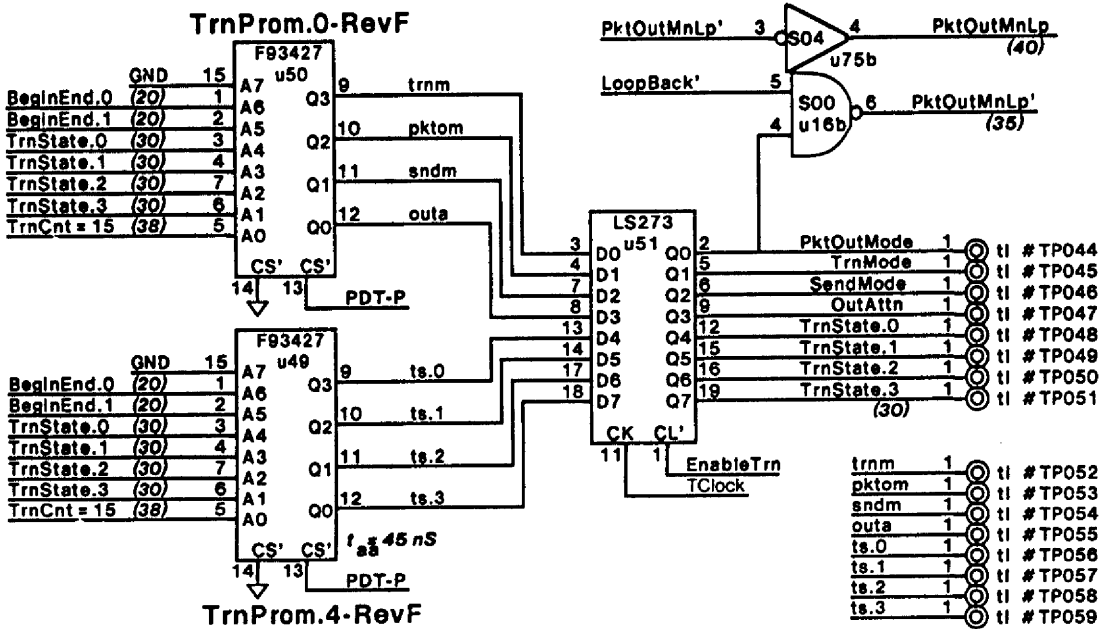 TrnProm.0-RevF
F93427
u50
GND 15 A7
BeginEnd.0 (20) 1 A6
BeginEnd.1 (20) 2 A5
TrnState.0 (30) 3 A4
TrnState.1 (30) 4 A3
TrnState.2 (30) 7 A2
TrnState.3 (30) 6 A1
TrnCnt = 15 (38) 5 A0
Q3 9 trnm
Q2 10 pktom
Q1 11 sndm
Q0 12 outa
CS' CS'
14 13
PDT-P
F93427
u49
GND 15 A7
BeginEnd.0 (20) 1 A6
BeginEnd.1 (20) 2 A5
TrnState.0 (30) 3 A4
TrnState.1 (30) 4 A3
TrnState.2 (30) 7 A2
TrnState.3 (30) 6 A1
TrnCnt = 15 (38) 5 A0
Q3 9 ts.0
Q2 10 ts.1
Q1 11 ts.2
Q0 12 ts.3
CS' CS'
14 13
PDT-P
t aa = 45 nS
TrnProm.4-RevF
PktOutMnLp' 3 S04 4 PktOutMnLp
(40)
u75b
LoopBack' 5
S00 6 PktOutMnLp'
4 u16b (35)
LS273
u51
3 D0 Q0 2 PktOutMode 1 tl #TP044
4 D1 Q1 5 TrnMode 1 tl #TP045
7 D2 Q2 6 SendMode 1 tl #TP046
8 D3 Q3 9 OutAttn 1 tl #TP047
13 D4 Q4 12 TrnState.0 1 tl #TP048
14 D5 Q5 15 TrnState.1 1 tl #TP049
17 D6 Q6 16 TrnState.2 1 tl #TP050
18 D7 Q7 19 TrnState.3 1 tl #TP051
(30)
CK CL'
11 1
EnableTrn
TClock
trnm 1 tl #TP052
pktom 1 tl #TP053
sndm 1 tl #TP054
outa 1 tl #TP055
ts.0 1 tl #TP056
ts.1 1 tl #TP057
ts.2 1 tl #TP058
ts.3 1 tl #TP059